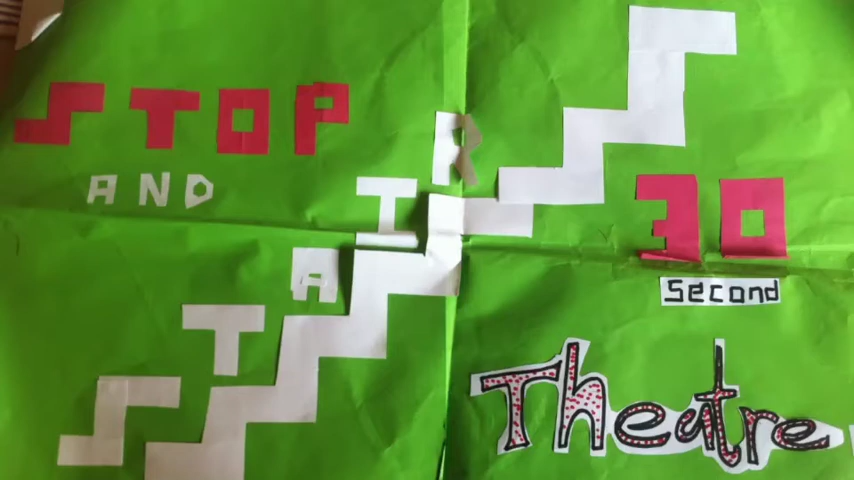 STOP
AND
STAIR
30
Second
Theatre